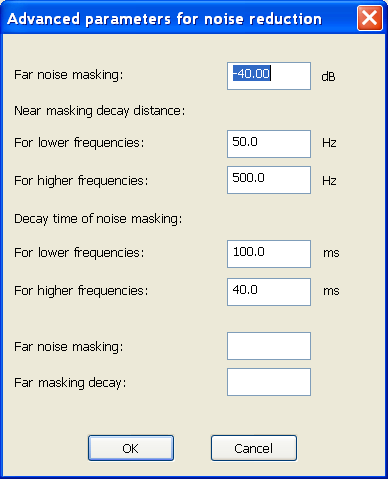 Advanced parameters for noise reduction
Far noise masking: -40.00 dB
Near masking decay distance:
For lower frequencies: 50.0 Hz
For higher frequencies: 500.0 Hz
Decay time of noise masking:
For lower frequencies: 100.0 ms
For higher frequencies: 40.0 ms
Far noise masking:
Far masking decay:
OK Cancel